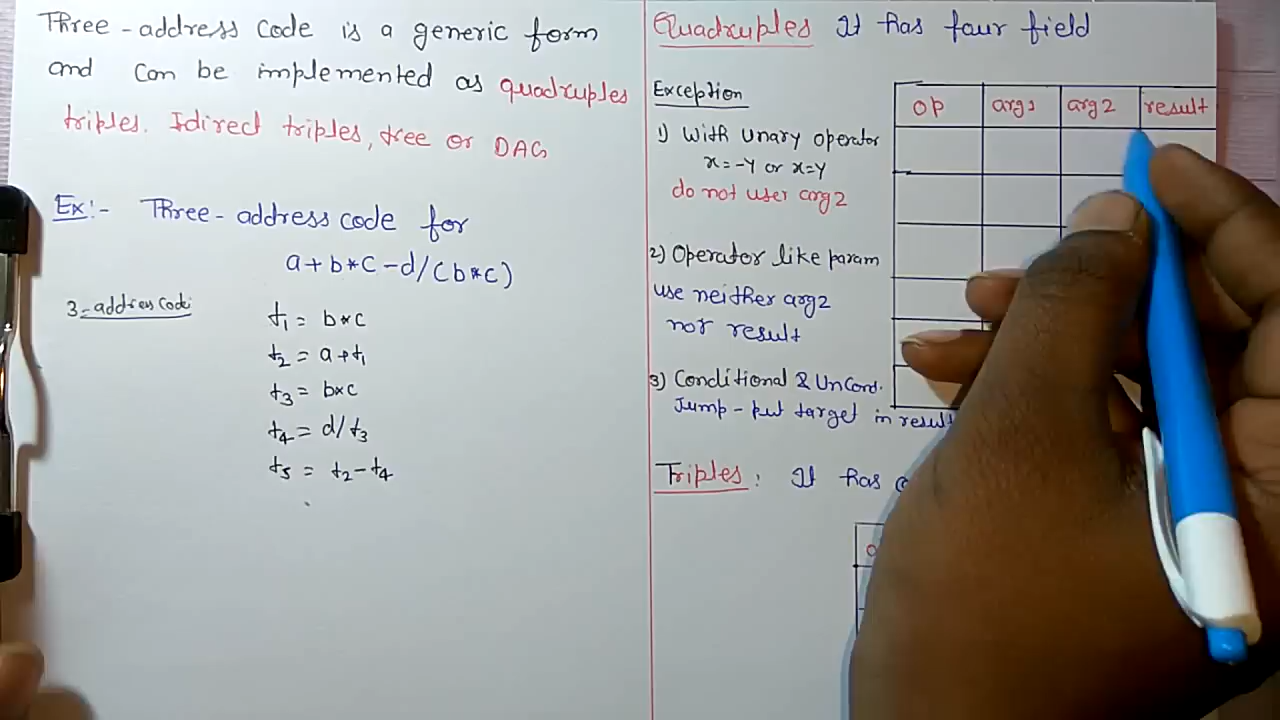 Three-address code is a generic form
and can be implemented as quadruples
triples. Idirect triples, tree or DAG
Ex:- Three-address code for
a+b*c-d/(b*c)
3-address code:
t1 = b*c
t2 = a+t1
t3 = b*c
t4 = d/t3
t5 = t2-t4
Quadruples It has four field
Exception
1) With Unary operator
x=-y or x=y
do not user arg2
2) Operator like param
use neither arg2
nor result
3) Conditional & UnCond.
Jump-put target in result
op arg1 arg2 result
Triples: It has